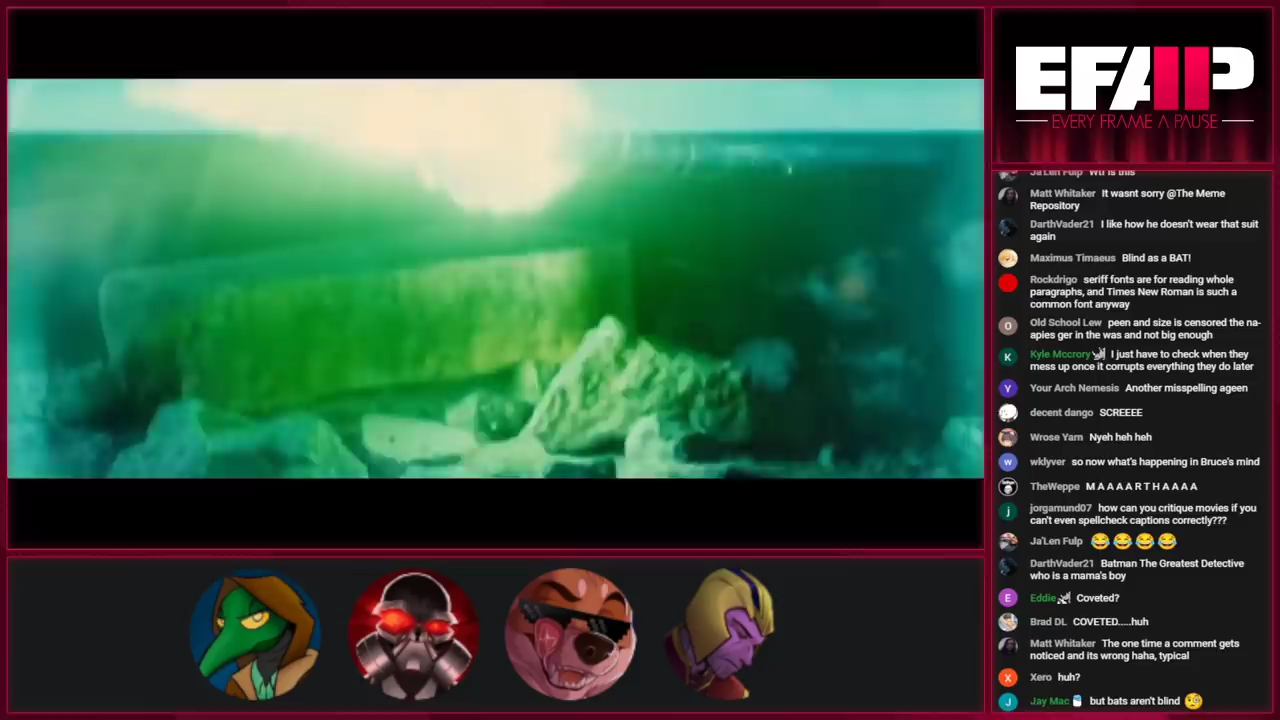 EFAP
EVERY FRAME A PAUSE
Ja'Len Fulp Wtf is this
Matt Whitaker It wasnt sorry @The Meme
Repository
DarthVader21 I like how he doesn't wear that suit
again
Maximus Timaeus Blind as a BAT!
Rockdrigo seriff fonts are for reading whole
paragraphs, and Times New Roman is such a
common font anyway
O
Old School Lew peen and size is censored the na-
apies ger in the was and not big enough
K
Kyle Mccrory I just have to check when they
mess up once it corrupts everything they do later
Y
Your Arch Nemesis Another misspelling ageen
decent dango SCREEEE
Wrose Yarn Nyeh heh heh
w
wklyver so now what's happening in Bruce's mind
TheWeppe M A A A A R T H A A A A
j
jorgamund07 how can you critique movies if you
can't even spellcheck captions correctly???
Ja'Len Fulp 😂 😂 😂 😂
DarthVader21 Batman The Greatest Detective
who is a mama's boy
E
Eddie Coveted?
Brad DL COVETED.....huh
Matt Whitaker The one time a comment gets
noticed and its wrong haha, typical
X
Xero huh?
J
Jay Mac but bats aren't blind 🧐